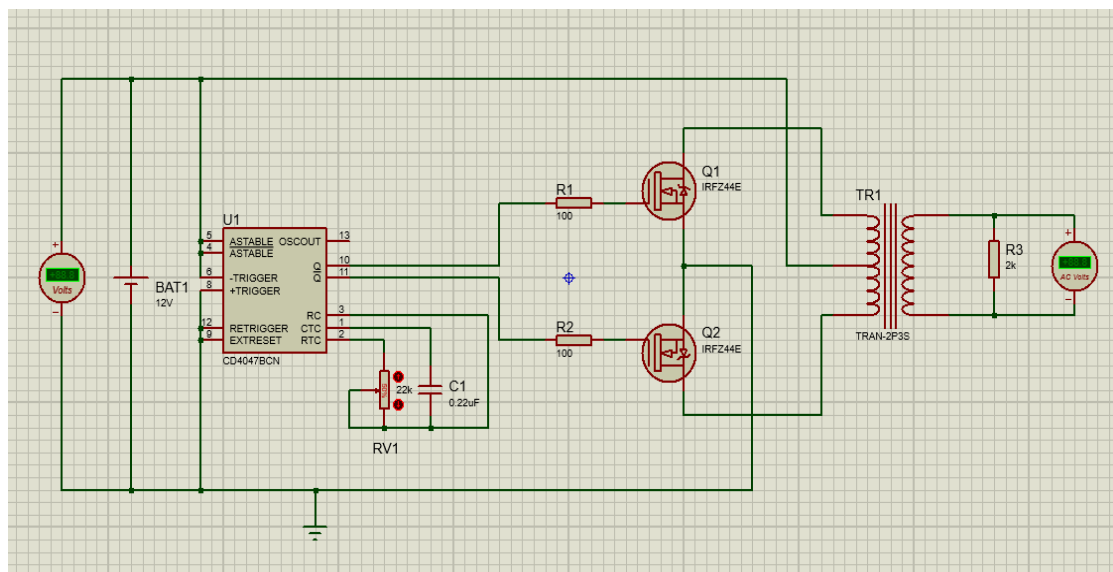 U1
5
4
6
8
12
9
ASTABLE
ASTABLE
-TRIGGER
+TRIGGER
RETRIGGER
EXTRESET
OSCOUT
Q
Q
RC
CTC
RTC
13
10
11
3
1
2
CD4047BCN
+
Volts
-
BAT1
12V
R1
100
R2
100
Q1
IRFZ44E
Q2
IRFZ44E
TR1
TRAN-2P3S
R3
2k
+
AC Volts
-
22k
50%
RV1
C1
0.22uF